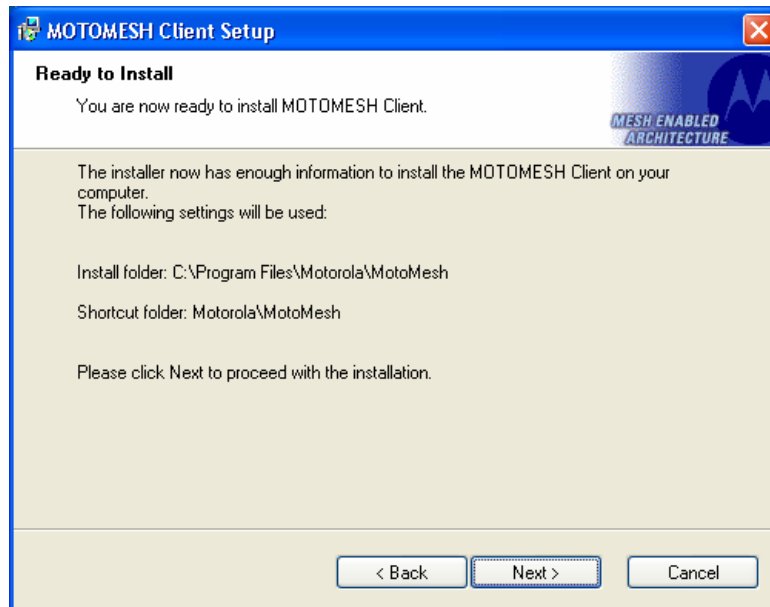 MOTOMESH Client Setup
Ready to Install
You are now ready to install MOTOMESH Client.
MESH ENABLED
ARCHITECTURE
The installer now has enough information to install the MOTOMESH Client on your
computer.
The following settings will be used:
Install folder: C:\Program Files\Motorola\MotoMesh
Shortcut folder: Motorola\MotoMesh
Please click Next to proceed with the installation.
< Back
Next >
Cancel